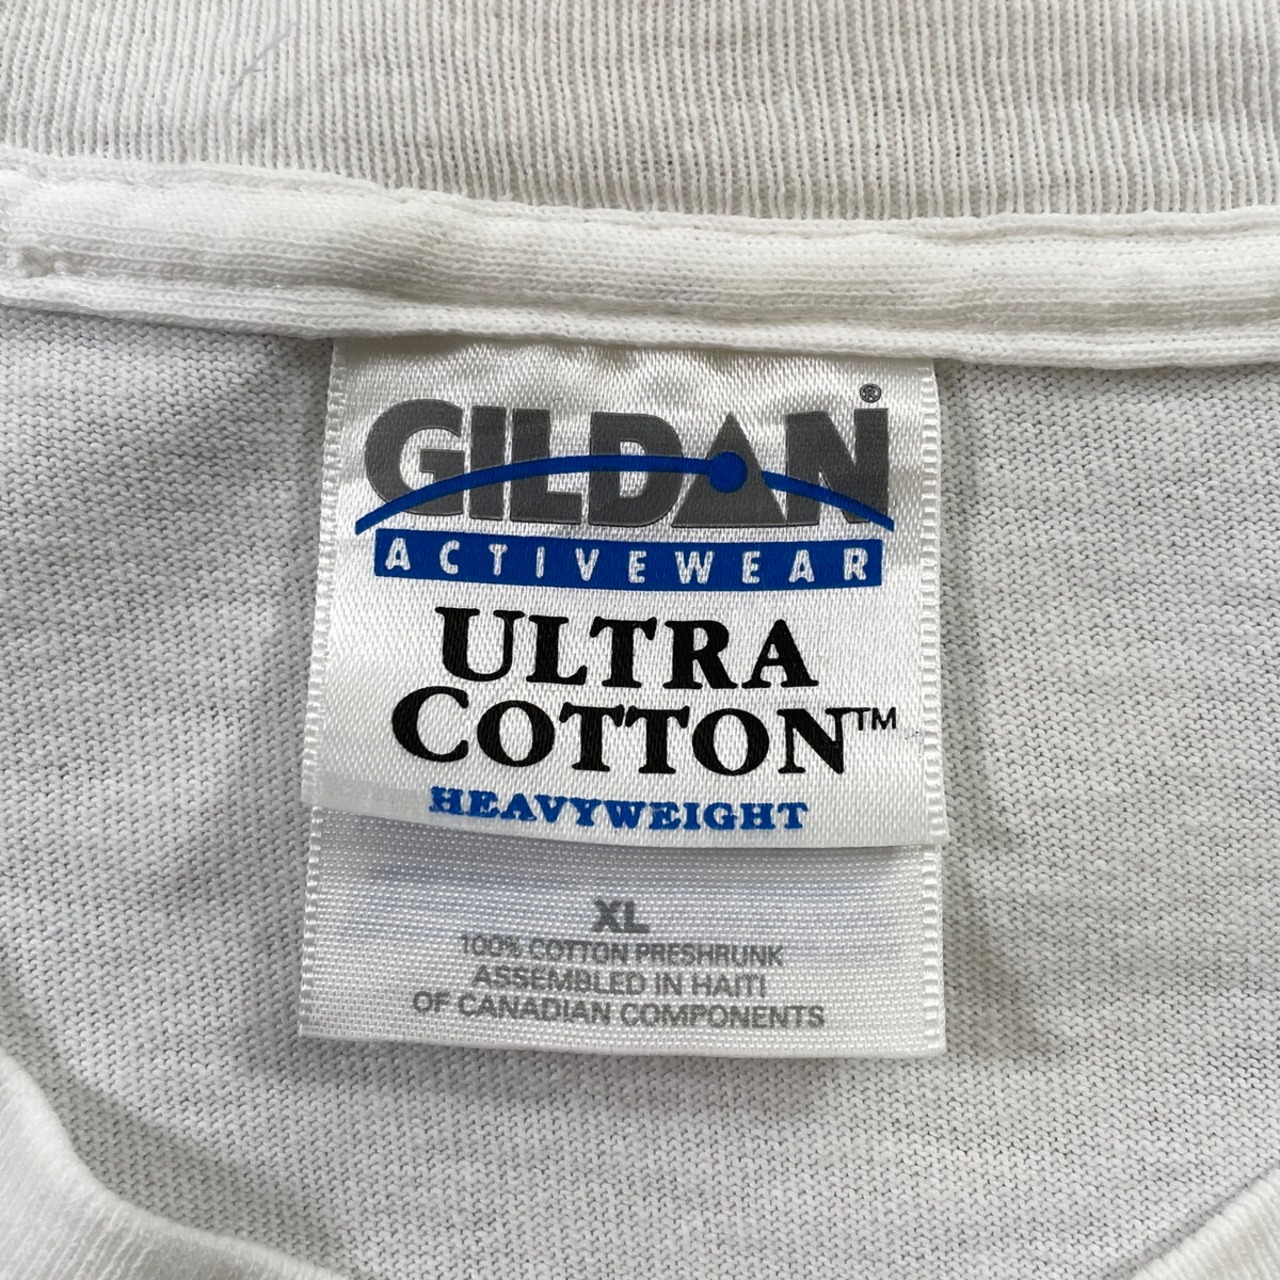 GILDAN®
ACTIVEWEAR
ULTRA
COTTON™
HEAVYWEIGHT
XL
100% COTTON PRESHRUNK
ASSEMBLED IN HAITI
OF CANADIAN COMPONENTS